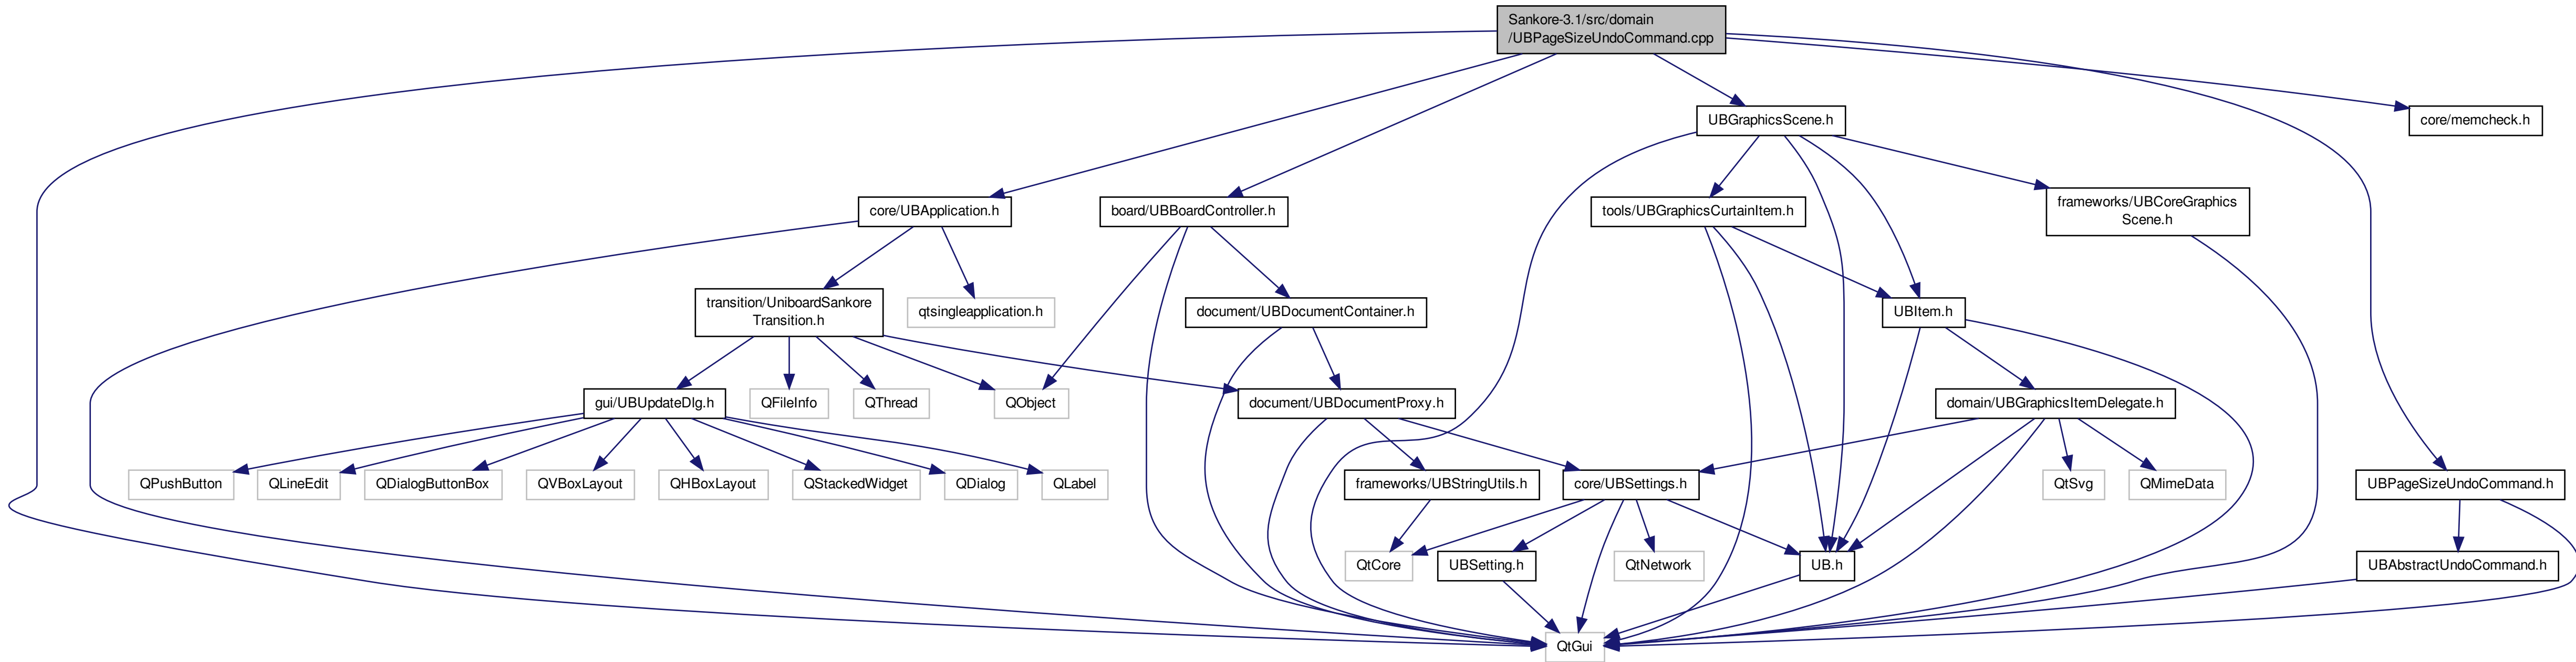 Sankore-3.1/src/domain
/UBPageSizeUndoCommand.cpp
UBGraphicsScene.h
core/memcheck.h
core/UBApplication.h
board/UBBoardController.h
tools/UBGraphicsCurtainItem.h
frameworks/UBCoreGraphics
Scene.h
transition/UniboardSankore
Transition.h
qtsingleapplication.h
document/UBDocumentContainer.h
UBItem.h
gui/UBUpdateDlg.h
QFileInfo
QThread
QObject
document/UBDocumentProxy.h
domain/UBGraphicsItemDelegate.h
QPushButton
QLineEdit
QDialogButtonBox
QVBoxLayout
QHBoxLayout
QStackedWidget
QDialog
QLabel
frameworks/UBStringUtils.h
core/UBSettings.h
QtSvg
QMimeData
UBPageSizeUndoCommand.h
QtCore
UBSetting.h
QtNetwork
UB.h
UBAbstractUndoCommand.h
QtGui